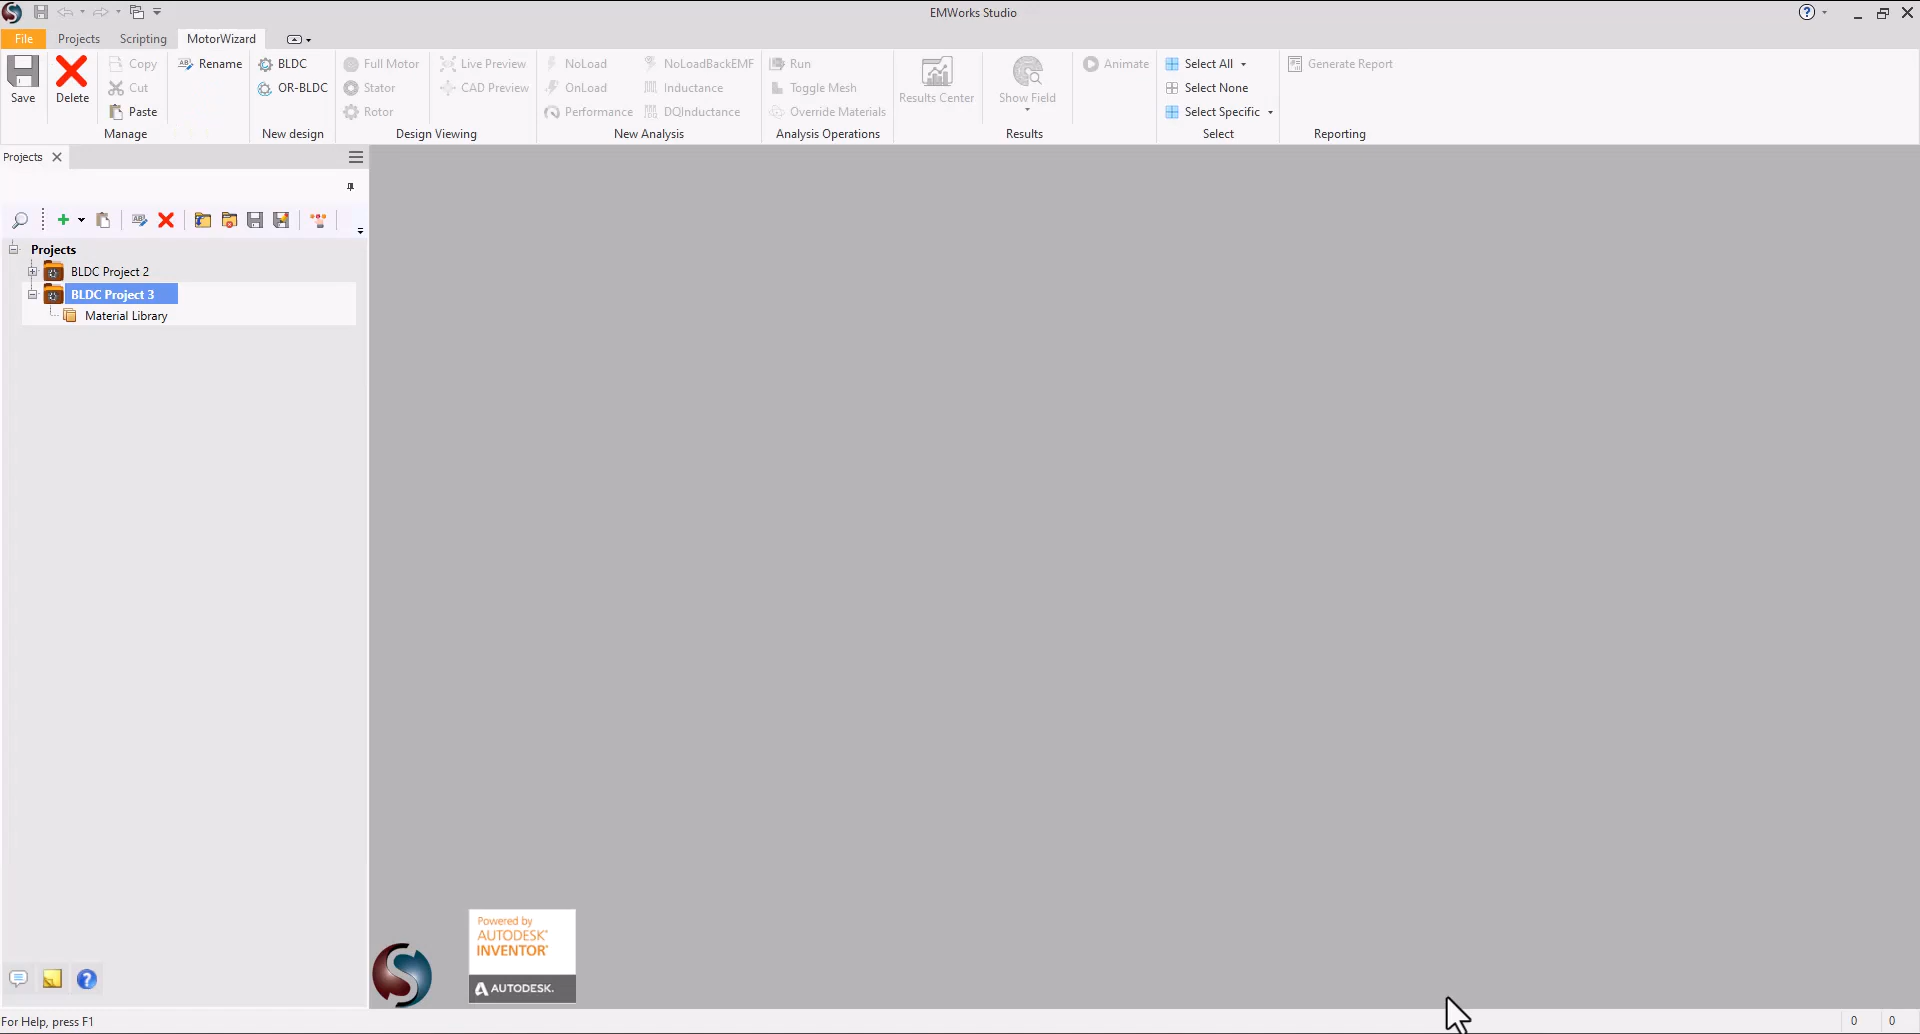 EMWorks Studio
File Projects Scripting MotorWizard
Save Delete Copy Cut Paste Rename
Manage
BLDC
OR-BLDC
New design
Full Motor Live Preview
Stator CAD Preview
Rotor
Design Viewing
NoLoad NoLoadBackEMF
OnLoad Inductance
Performance DQInductance
New Analysis
Run
Toggle Mesh
Override Materials
Analysis Operations
Results Center Show Field Animate
Results
Select All
Select None
Select Specific
Select
Generate Report
Reporting
Projects
Projects
BLDC Project 2
BLDC Project 3
Material Library
Powered by
AUTODESK®
INVENTOR®
AUTODESK.
For Help, press F1
0 0